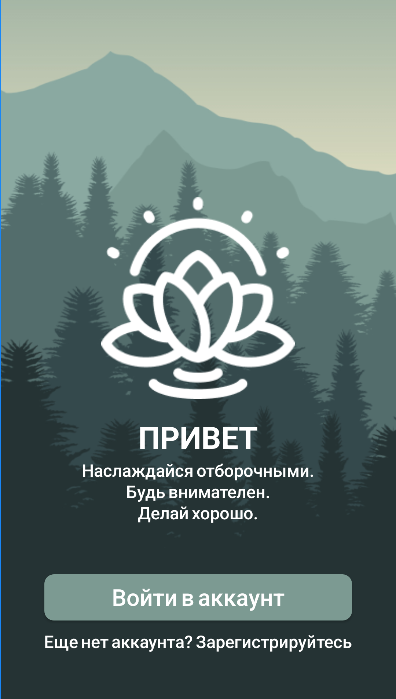 ПРИВЕТ
Наслаждайся отборочными.
Будь внимателен.
Делай хорошо.
Войти в аккаунт
Еще нет аккаунта? Зарегистрируйтесь